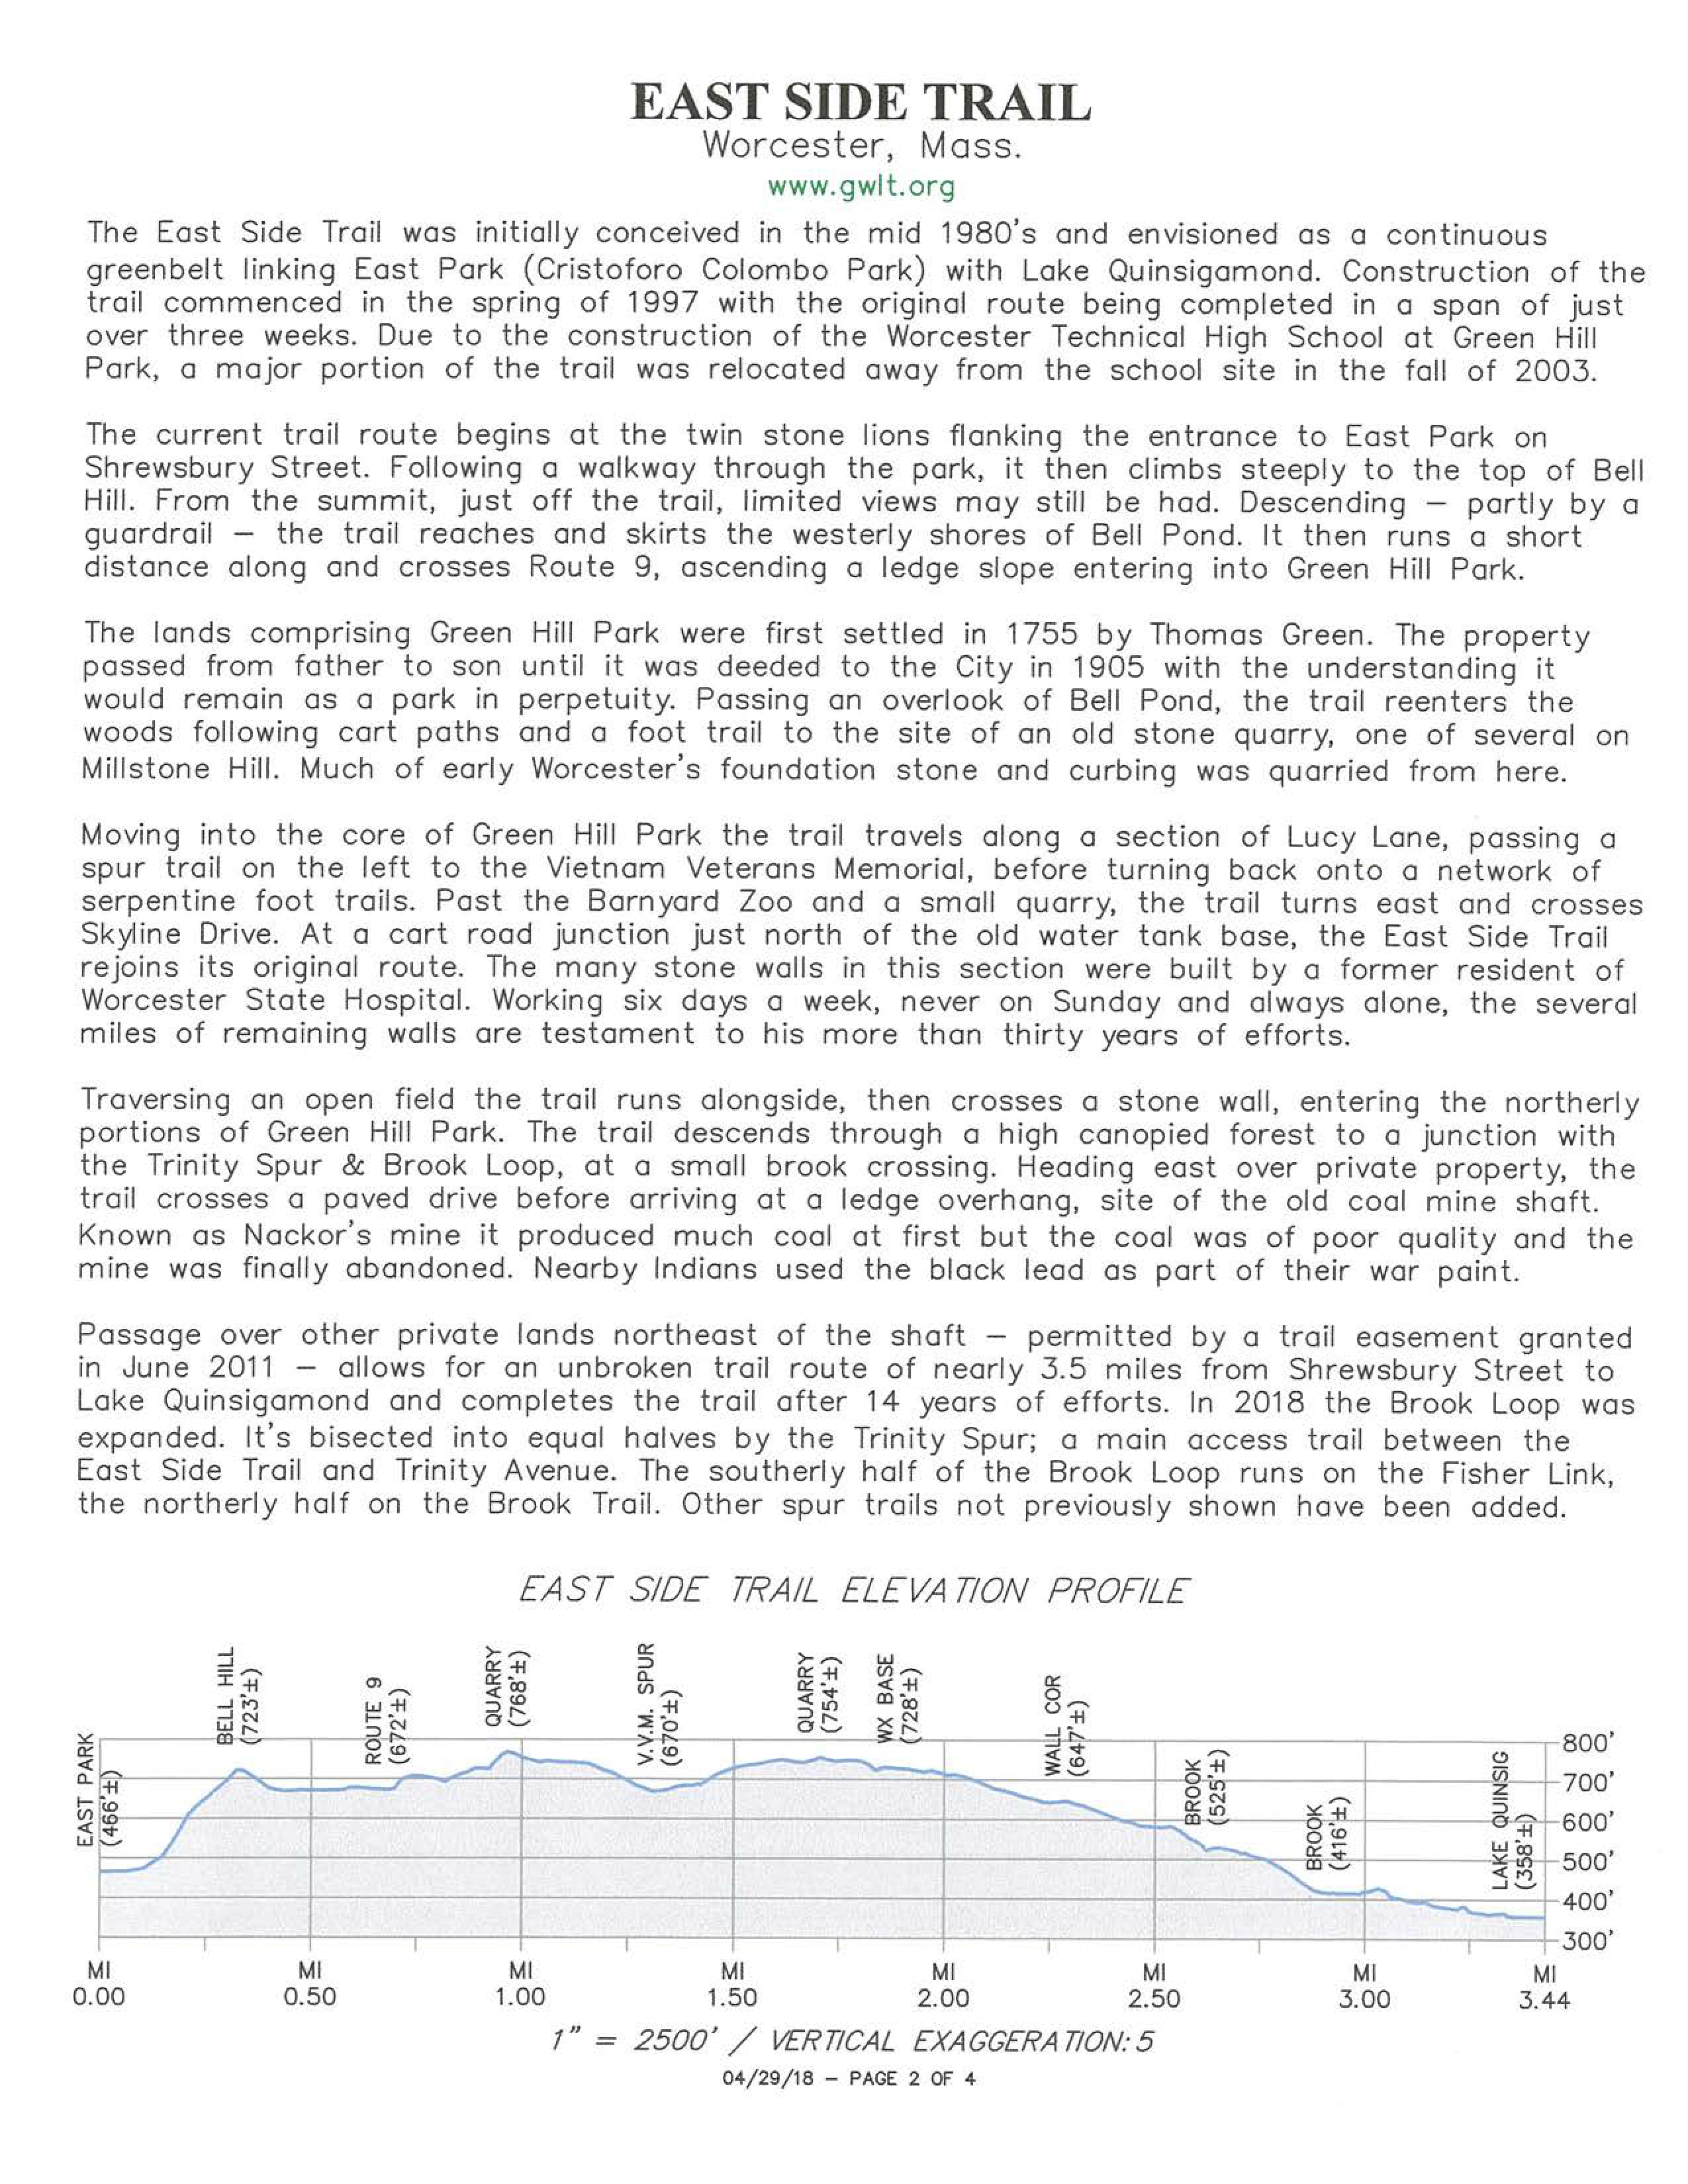 EAST SIDE TRAIL
Worcester, Mass.
www.gwlt.org
The East Side Trail was initially conceived in the mid 1980's and envisioned as a continuous
greenbelt linking East Park (Cristoforo Colombo Park) with Lake Quinsigamond. Construction of the
trail commenced in the spring of 1997 with the original route being completed in a span of just
over three weeks. Due to the construction of the Worcester Technical High School at Green Hill
Park, a major portion of the trail was relocated away from the school site in the fall of 2003.
The current trail route begins at the twin stone lions flanking the entrance to East Park on
Shrewsbury Street. Following a walkway through the park, it then climbs steeply to the top of Bell
Hill. From the summit, just off the trail, limited views may still be had. Descending – partly by a
guardrail – the trail reaches and skirts the westerly shores of Bell Pond. It then runs a short
distance along and crosses Route 9, ascending a ledge slope entering into Green Hill Park.
The lands comprising Green Hill Park were first settled in 1755 by Thomas Green. The property
passed from father to son until it was deeded to the City in 1905 with the understanding it
would remain as a park in perpetuity. Passing an overlook of Bell Pond, the trail reenters the
woods following cart paths and a foot trail to the site of an old stone quarry, one of several on
Millstone Hill. Much of early Worcester's foundation stone and curbing was quarried from here.
Moving into the core of Green Hill Park the trail travels along a section of Lucy Lane, passing a
spur trail on the left to the Vietnam Veterans Memorial, before turning back onto a network of
serpentine foot trails. Past the Barnyard Zoo and a small quarry, the trail turns east and crosses
Skyline Drive. At a cart road junction just north of the old water tank base, the East Side Trail
rejoins its original route. The many stone walls in this section were built by a former resident of
Worcester State Hospital. Working six days a week, never on Sunday and always alone, the several
miles of remaining walls are testament to his more than thirty years of efforts.
Traversing an open field the trail runs alongside, then crosses a stone wall, entering the northerly
portions of Green Hill Park. The trail descends through a high canopied forest to a junction with
the Trinity Spur & Brook Loop, at a small brook crossing. Heading east over private property, the
trail crosses a paved drive before arriving at a ledge overhang, site of the old coal mine shaft.
Known as Nackor's mine it produced much coal at first but the coal was of poor quality and the
mine was finally abandoned. Nearby Indians used the black lead as part of their war paint.
Passage over other private lands northeast of the shaft – permitted by a trail easement granted
in June 2011 – allows for an unbroken trail route of nearly 3.5 miles from Shrewsbury Street to
Lake Quinsigamond and completes the trail after 14 years of efforts. In 2018 the Brook Loop was
expanded. It's bisected into equal halves by the Trinity Spur; a main access trail between the
East Side Trail and Trinity Avenue. The southerly half of the Brook Loop runs on the Fisher Link,
the northerly half on the Brook Trail. Other spur trails not previously shown have been added.
EAST SIDE TRAIL ELEVATION PROFILE
EAST PARK
(466'±)
BELL HILL
(723'±)
ROUTE 9
(672'±)
QUARRY
(768'±)
V.V.M. SPUR
(670'±)
QUARRY
(754'±)
WX BASE
(728'±)
WALL COR
(647'±)
BROOK
(525'±)
BROOK
(416'±)
LAKE QUINSIG
(358'±)
800'
700'
600'
500'
400'
300'
MI MI MI MI MI MI MI MI
0.00 0.50 1.00 1.50 2.00 2.50 3.00 3.44
1" = 2500' / VERTICAL EXAGGERATION: 5
04/29/18 – PAGE 2 OF 4